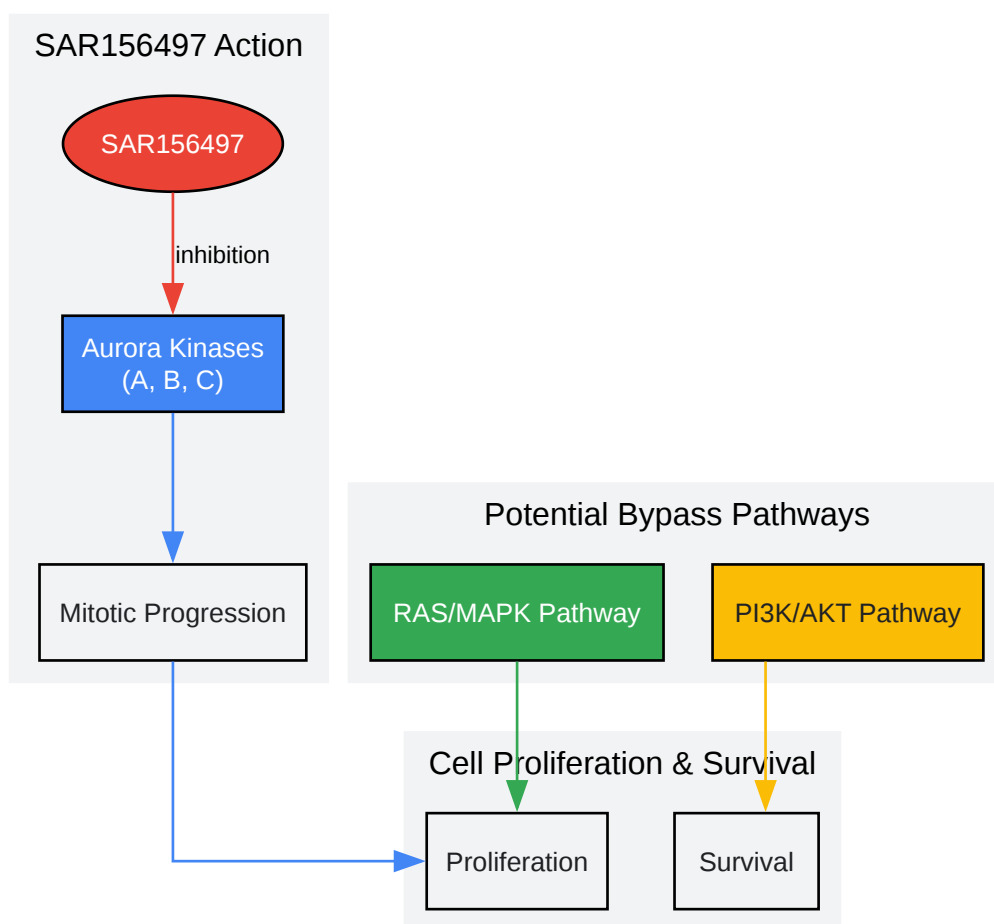 SAR156497 Action
SAR156497
inhibition
Aurora Kinases
(A, B, C)
Mitotic Progression
Potential Bypass Pathways
RAS/MAPK Pathway
PI3K/AKT Pathway
Cell Proliferation & Survival
Proliferation
Survival